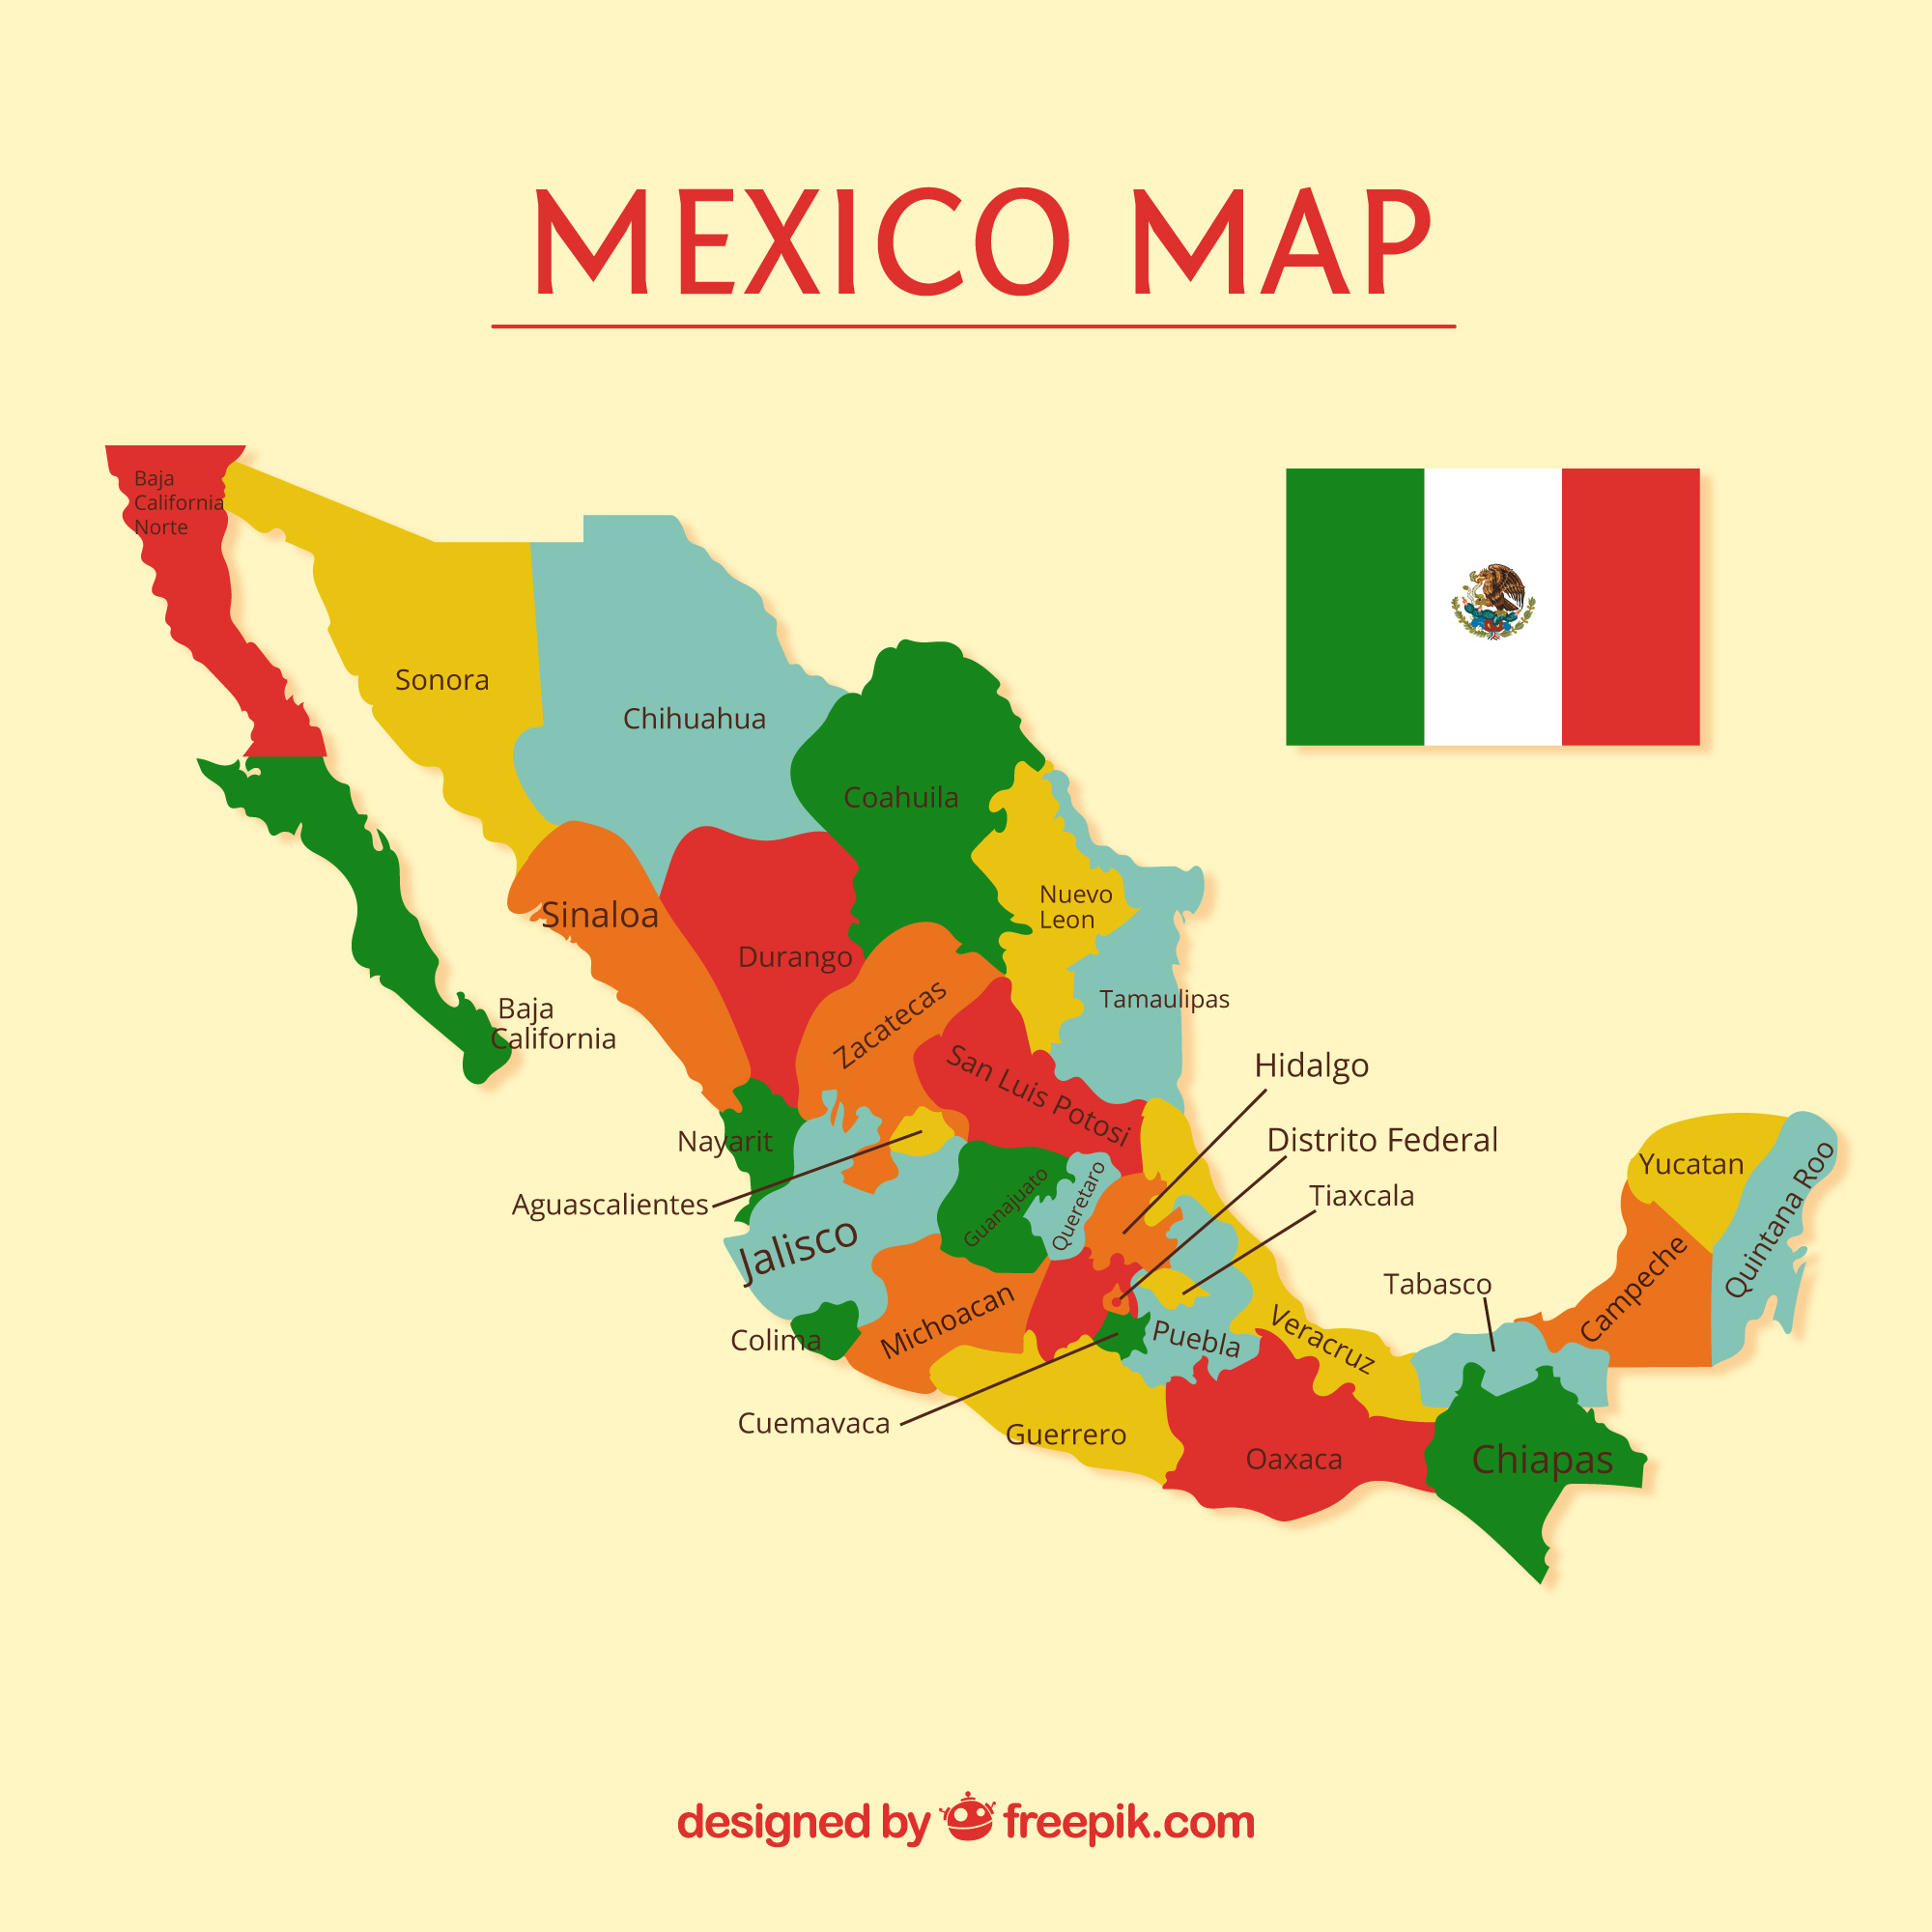 MEXICO MAP
Baja
California
Norte
Sonora
Chihuahua
Coahuila
Sinaloa
Nuevo
Leon
Durango
Tamaulipas
Baja
California
Zacatecas
San Luis Potosi
Hidalgo
Nayarit
Distrito Federal
Yucatan
Quintana Roo
Aguascalientes
Guanajuato
Queretaro
Tiaxcala
Jalisco
Tabasco
Campeche
Colima
Michoacan
Puebla
Veracruz
Cuemavaca
Guerrero
Oaxaca
Chiapas
designed by freepik.com